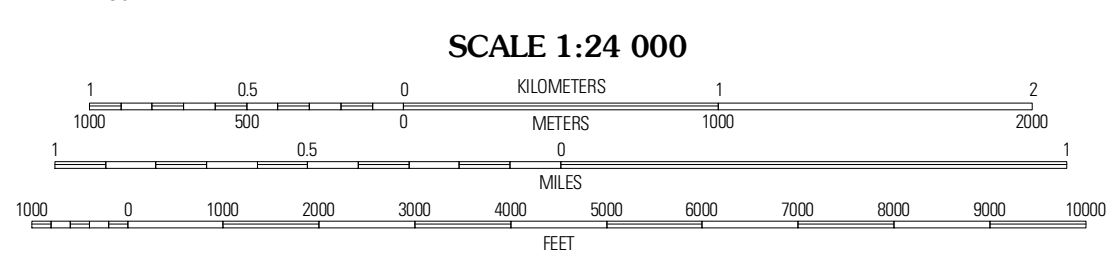 SCALE 1:24 000
1 0.5 0 KILOMETERS 1 2
1000 500 0 METERS 1000 2000
1 0.5 0 1
MILES
1000 0 1000 2000 3000 4000 5000 6000 7000 8000 9000 10000
FEET